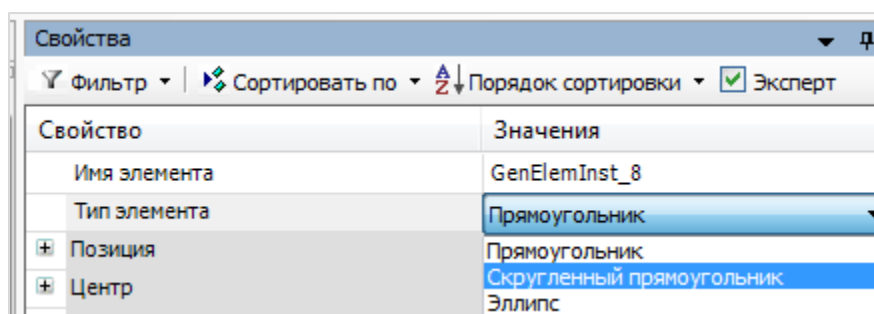 Свойства
Фильтр Сортировать по Порядок сортировки Эксперт
Свойство Значения
Имя элемента GenElemInst_8
Тип элемента Прямоугольник
Позиция Прямоугольник
Скругленный прямоугольник
Центр
Эллипс